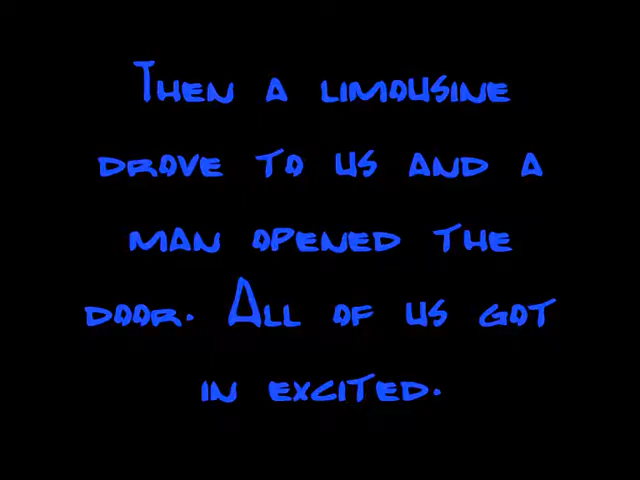 Then a limousine
drove to us and a
man opened the
door. All of us got
in excited.